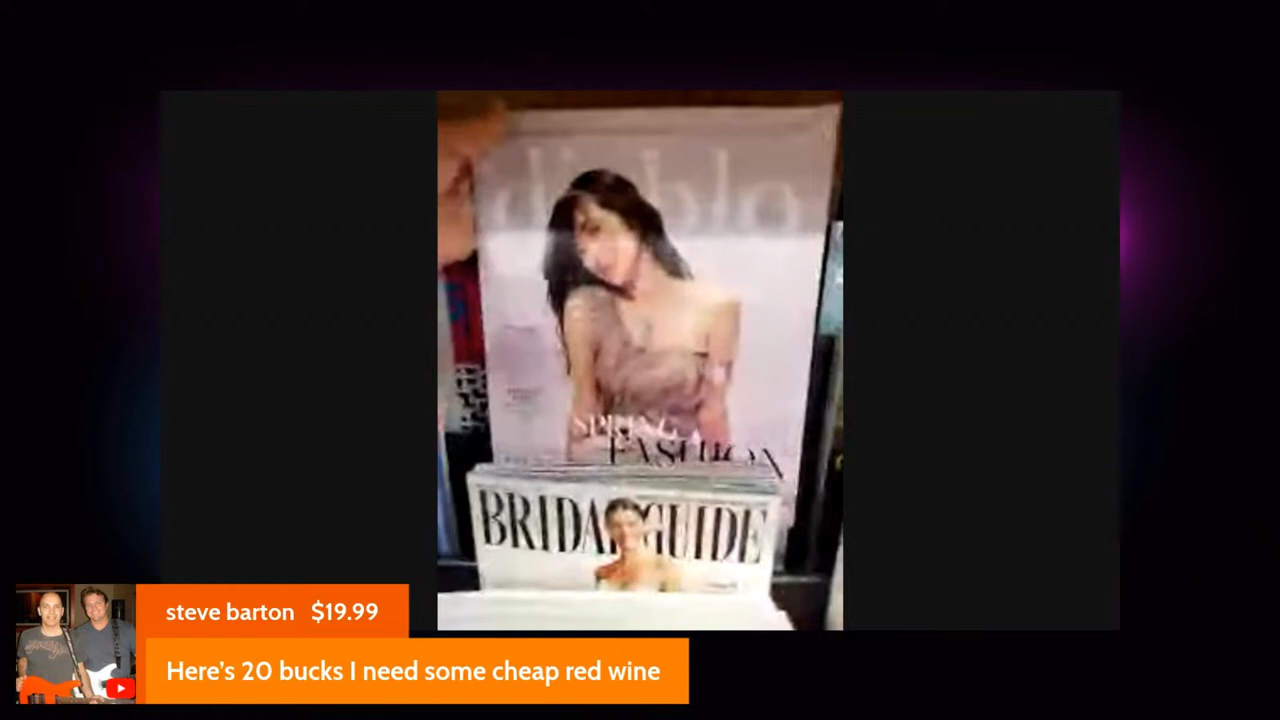 diablo
SPRING
FASHION
BRIDAL GUIDE
steve barton $19.99
Here's 20 bucks I need some cheap red wine